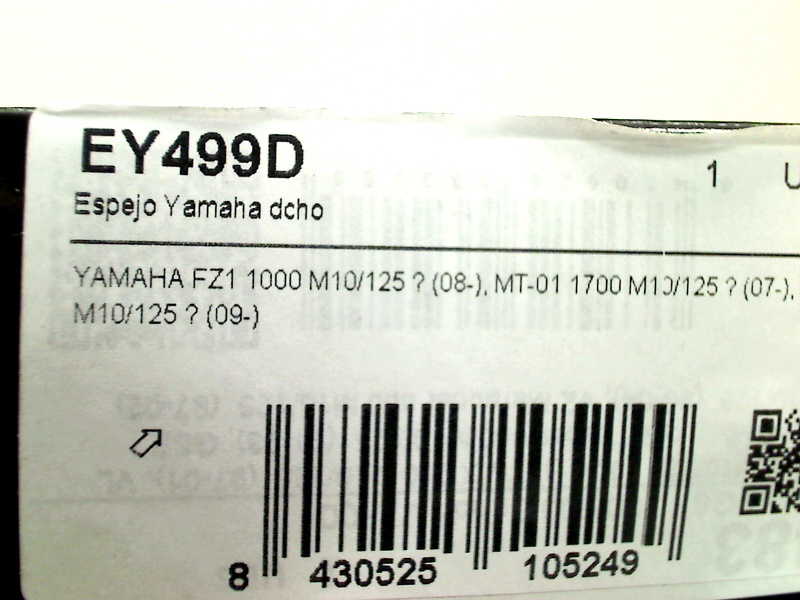 EY499D
1
Espejo Yamaha dcho
YAMAHA FZ1 1000 M10/125 ? (08-), MT-01 1700 M10/125 ? (07-),
M10/125 ? (09-)
8 430525 105249